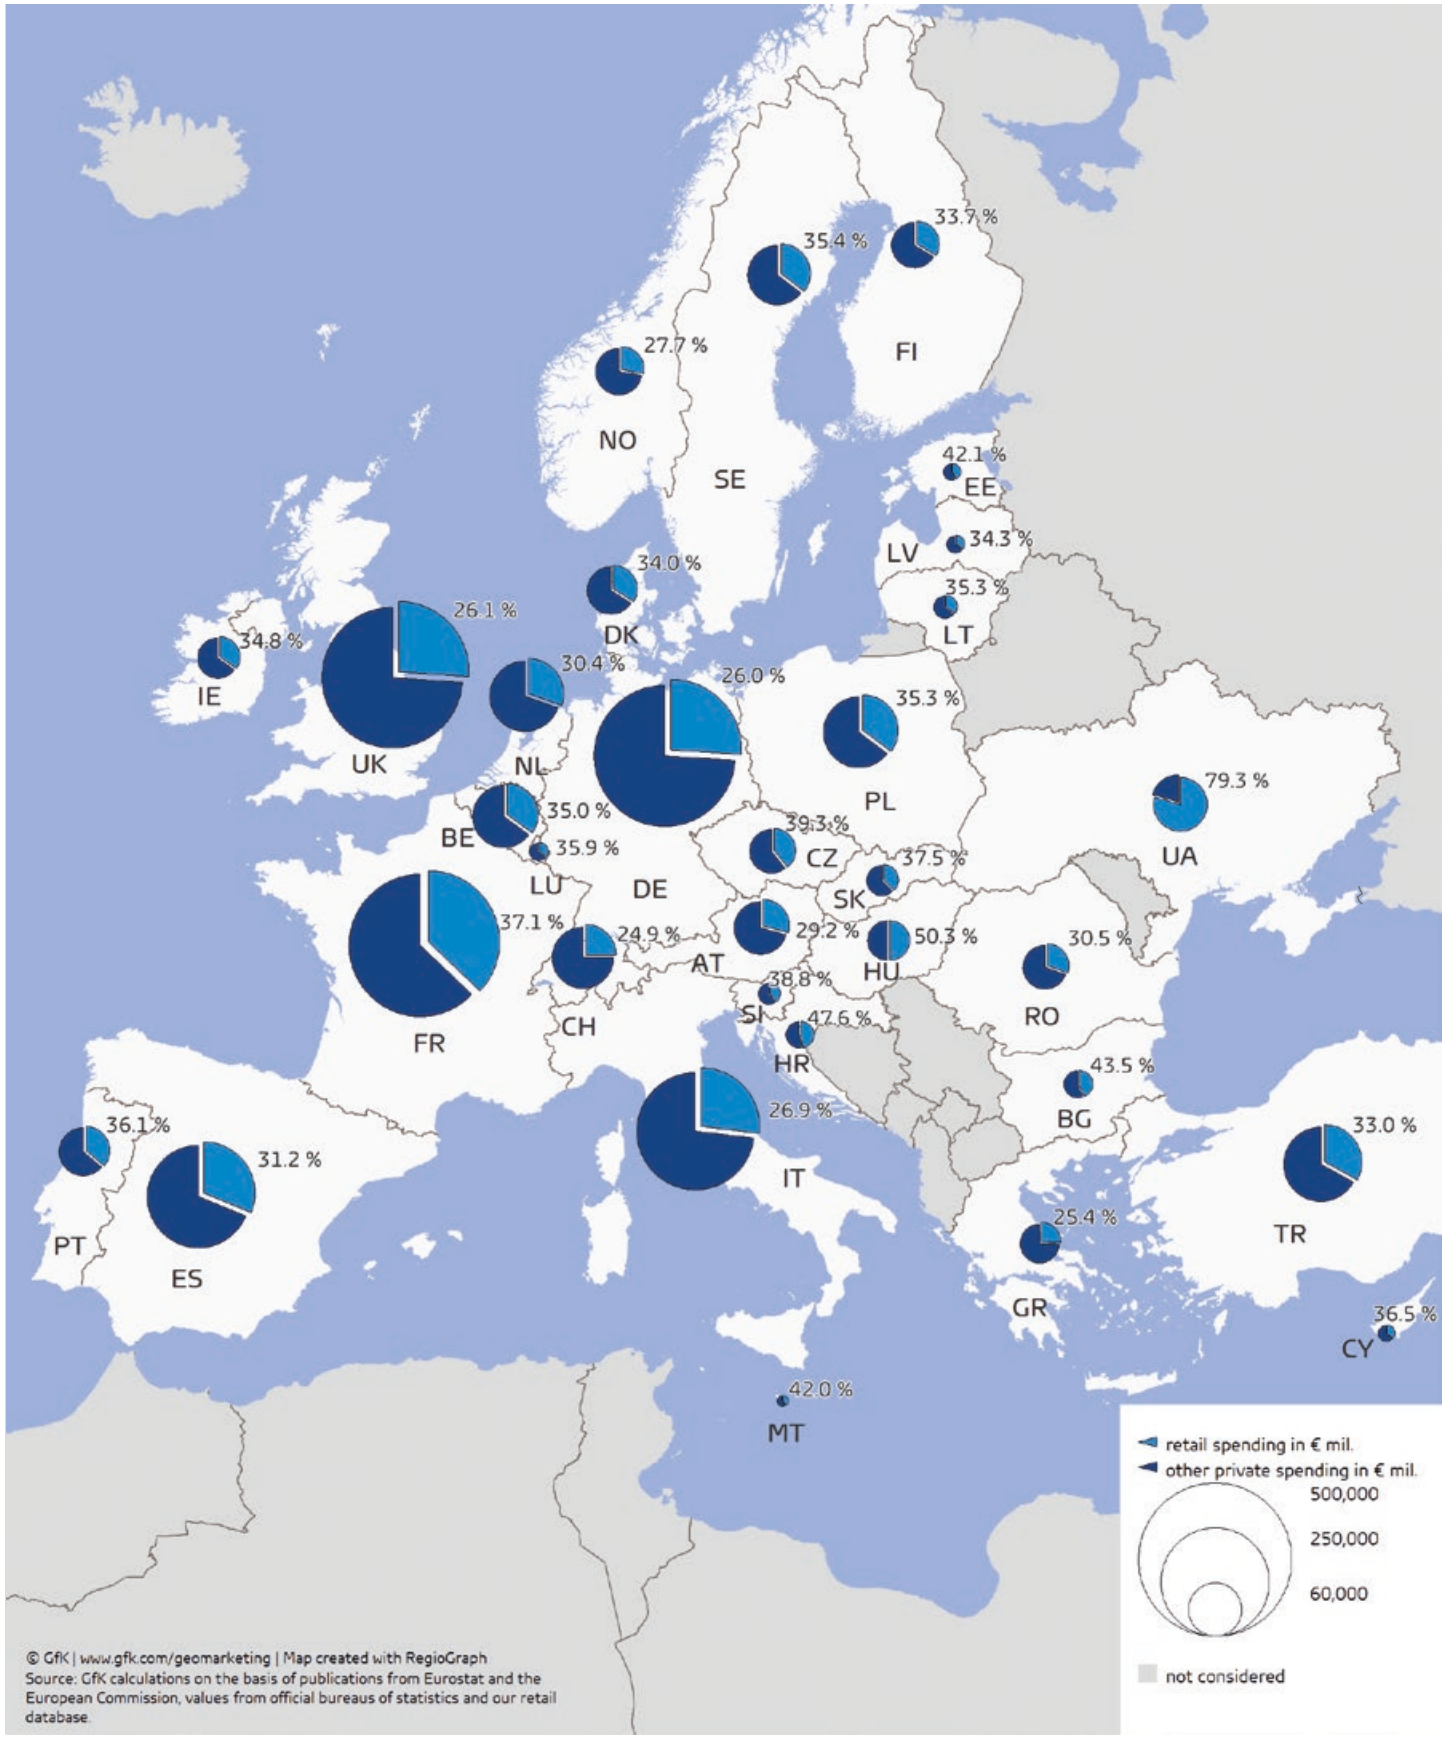 33.7 %
35.4 %
FI
27.7 %
NO
SE
42.1 %
EE
34.3 %
LV
34.0 %
35.3 %
DK
LT
26.1 %
34.8 %
IE
30.4 %
26.0 %
35.3 %
UK
NL
PL
79.3 %
UA
35.0 %
BE
39.3 %
CZ
35.9 %
LU
37.5 %
SK
DE
37.1 %
24.9 %
29.2 %
AT
50.3 %
HU
30.5 %
RO
38.8 %
SI
CH
FR
47.6 %
HR
43.5 %
BG
26.9 %
36.1 %
31.2 %
33.0 %
IT
PT
ES
25.4 %
TR
GR
36.5 %
CY
42.0 %
MT
retail spending in € mil.
other private spending in € mil.
500,000
250,000
60,000
not considered
© GfK | www.gfk.com/geomarketing | Map created with RegioGraph
Source: GfK calculations on the basis of publications from Eurostat and the
European Commission, values from official bureaus of statistics and our retail
database.